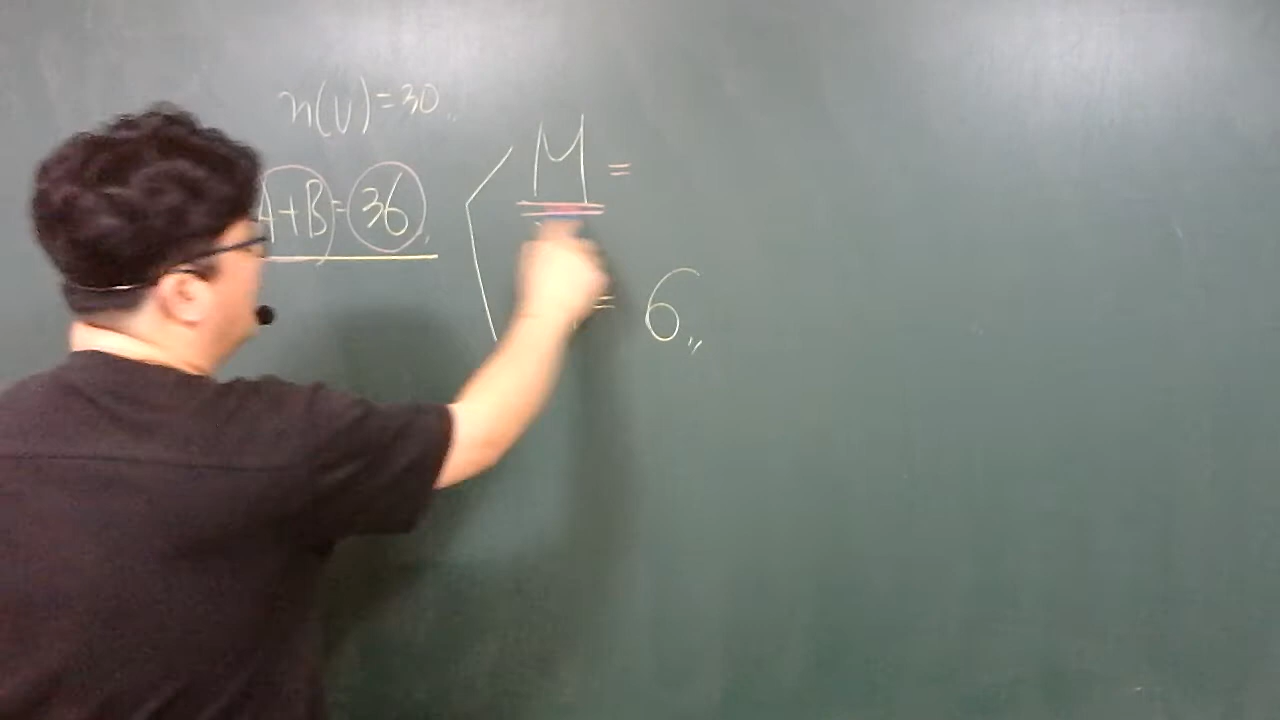 n(U)=30
A+B=36
M=
= 6